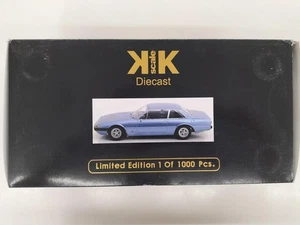 KK scale
Diecast
Limited Edition 1 Of 1000 Pcs.